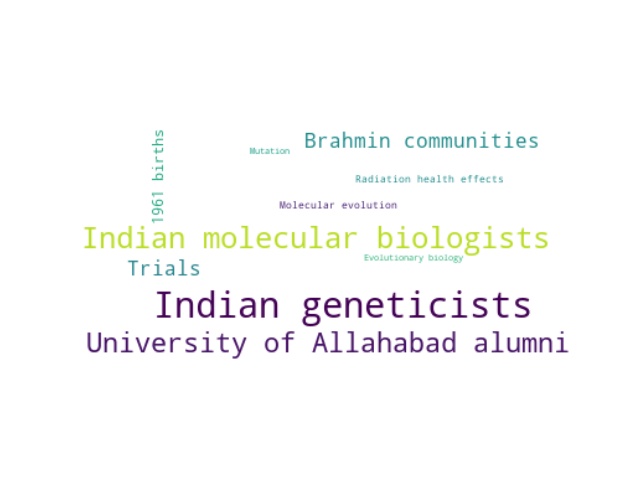 1961 births
Mutation
Brahmin communities
Radiation health effects
Molecular evolution
Indian molecular biologists
Evolutionary biology
Trials
Indian geneticists
University of Allahabad alumni